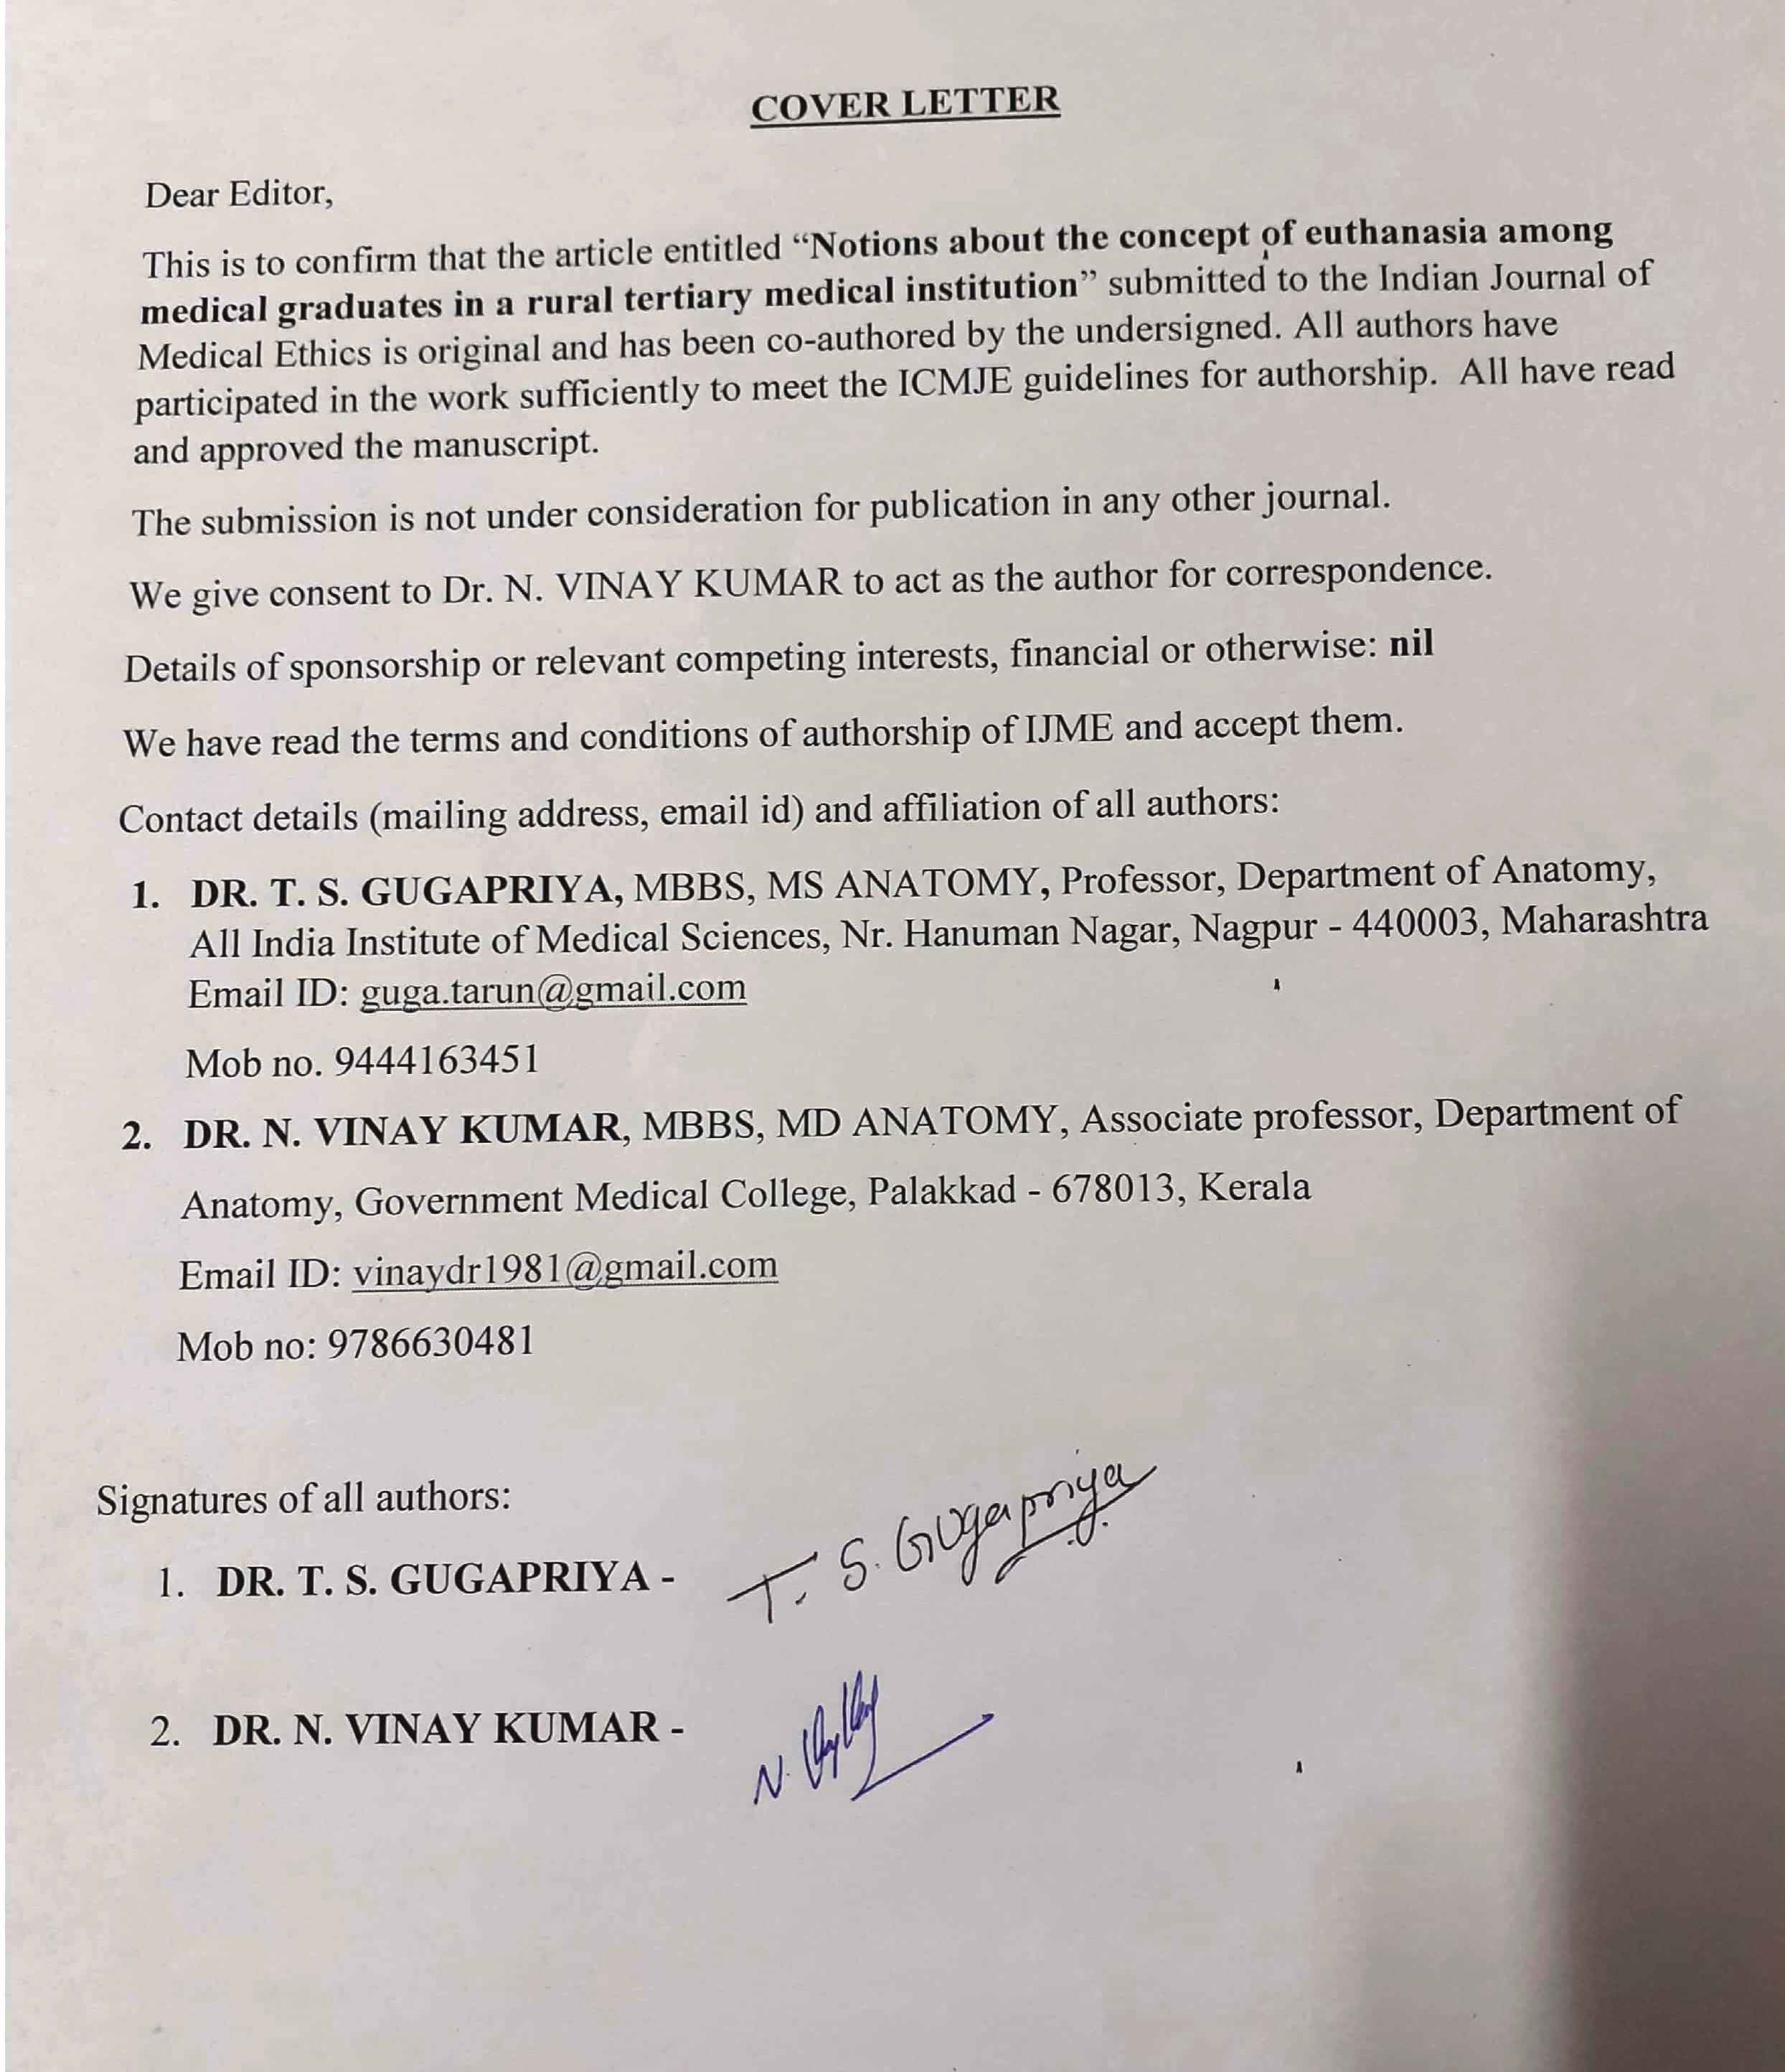 COVER LETTER
Dear Editor,
This is to confirm that the article entitled “Notions about the concept of euthanasia among
medical graduates in a rural tertiary medical institution” submitted to the Indian Journal of
Medical Ethics is original and has been co-authored by the undersigned. All authors have
participated in the work sufficiently to meet the ICMJE guidelines for authorship. All have read
and approved the manuscript.
The submission is not under consideration for publication in any other journal.
We give consent to Dr. N. VINAY KUMAR to act as the author for correspondence.
Details of sponsorship or relevant competing interests, financial or otherwise: nil
We have read the terms and conditions of authorship of IJME and accept them.
Contact details (mailing address, email id) and affiliation of all authors:
1. DR. T. S. GUGAPRIYA, MBBS, MS ANATOMY, Professor, Department of Anatomy,
All India Institute of Medical Sciences, Nr. Hanuman Nagar, Nagpur - 440003, Maharashtra
Email ID: guga.tarun@gmail.com
Mob no. 9444163451
2. DR. N. VINAY KUMAR, MBBS, MD ANATOMY, Associate professor, Department of
Anatomy, Government Medical College, Palakkad - 678013, Kerala
Email ID: vinaydr1981@gmail.com
Mob no: 9786630481
Signatures of all authors:
1. DR. T. S. GUGAPRIYA - T. S. Gugapriya
2. DR. N. VINAY KUMAR - N.